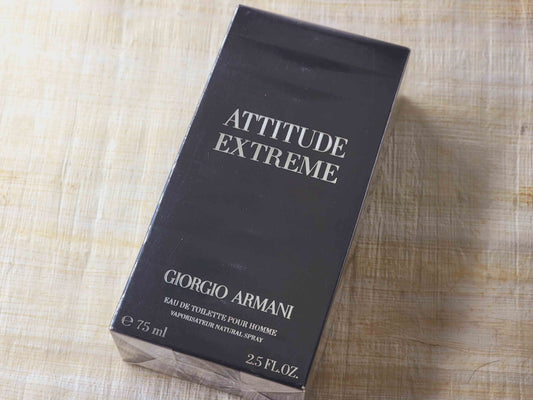 ATTITUDE
EXTREME
GIORGIO ARMANI
EAU DE TOILETTE POUR HOMME
VAPORISATEUR NATURAL SPRAY
℮ 75 ml
2.5 FL.OZ.